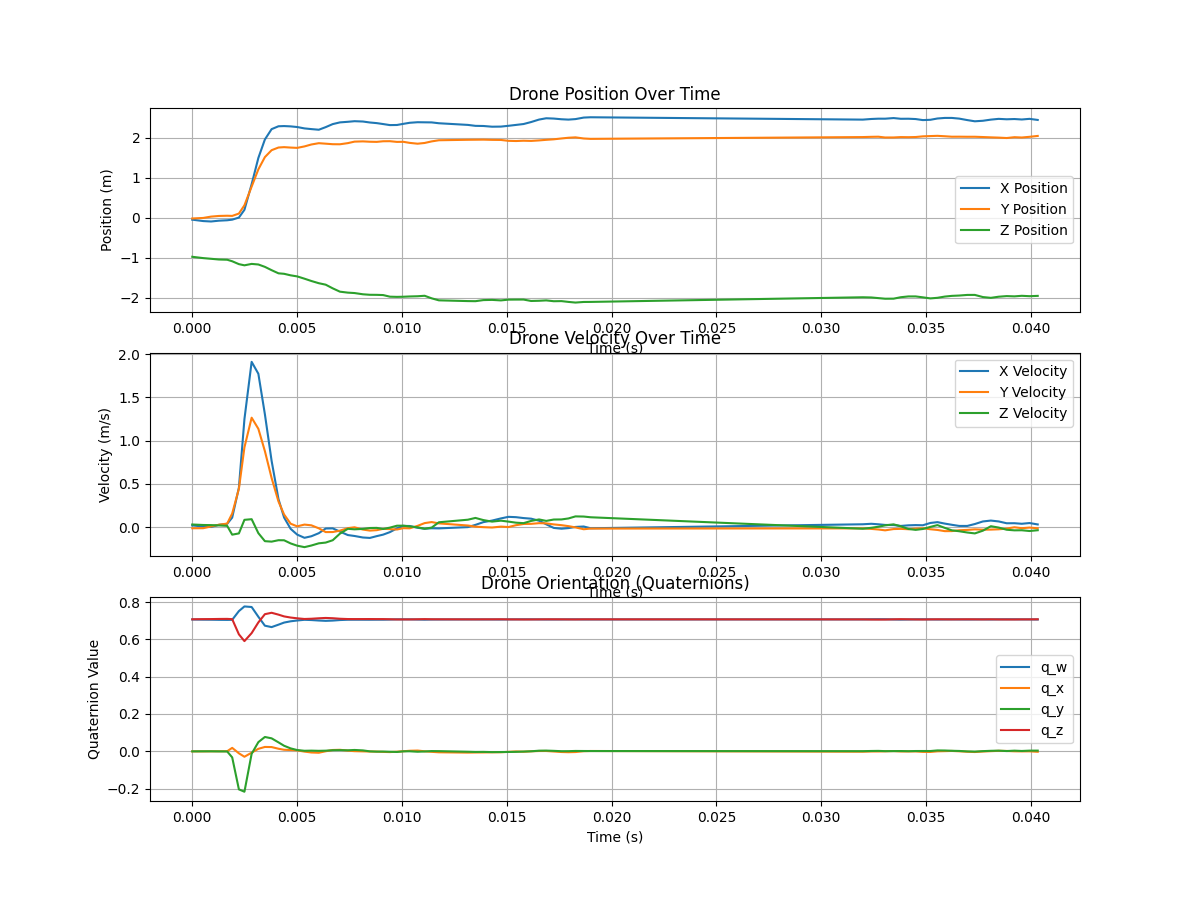 Drone Position Over Time
Position (m)
2
1
0
−1
−2
X Position
Y Position
Z Position
0.000 0.005 0.010 0.015 0.020 0.025 0.030 0.035 0.040
Time (s)
Drone Velocity Over Time
Velocity (m/s)
2.0
1.5
1.0
0.5
0.0
X Velocity
Y Velocity
Z Velocity
0.000 0.005 0.010 0.015 0.020 0.025 0.030 0.035 0.040
Time (s)
Drone Orientation (Quaternions)
Quaternion Value
0.8
0.6
0.4
0.2
0.0
−0.2
q_w
q_x
q_y
q_z
0.000 0.005 0.010 0.015 0.020 0.025 0.030 0.035 0.040
Time (s)